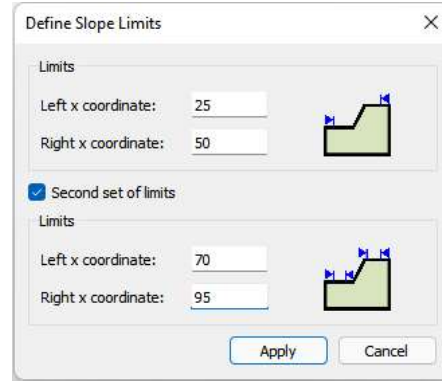 Define Slope Limits
Limits
Left x coordinate: 25
Right x coordinate: 50
Second set of limits
Limits
Left x coordinate: 70
Right x coordinate: 95
Apply Cancel